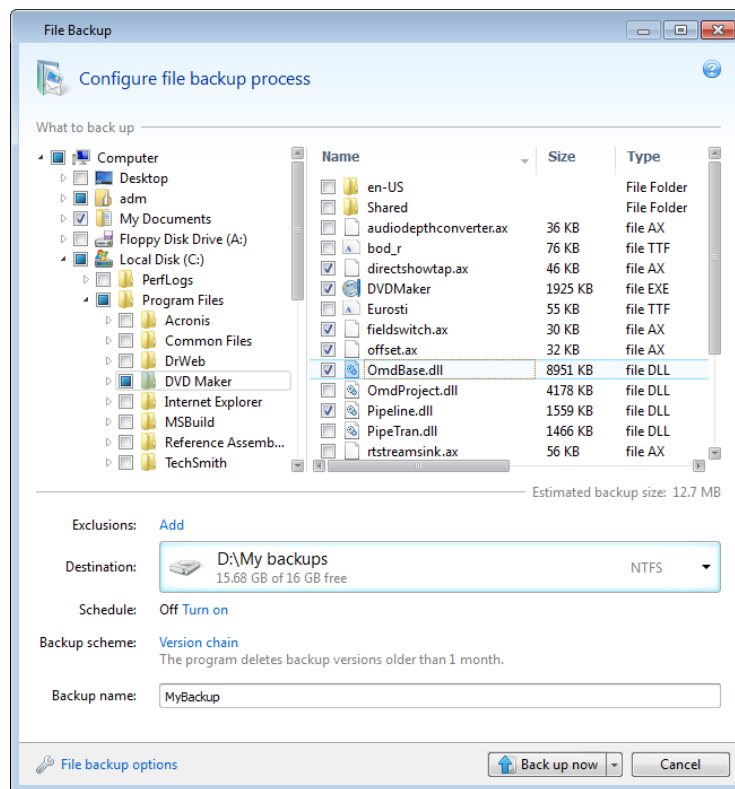 File Backup
Configure file backup process
What to back up
Computer
Desktop
adm
My Documents
Floppy Disk Drive (A:)
Local Disk (C:)
PerfLogs
Program Files
Acronis
Common Files
DrWeb
DVD Maker
Internet Explorer
MSBuild
Reference Assemb...
TechSmith
Name Size Type
en-US File Folder
Shared File Folder
audiodepthconverter.ax 36 KB file AX
bod_r 76 KB file TTF
directshowtap.ax 46 KB file AX
DVDMaker 1925 KB file EXE
Eurosti 55 KB file TTF
fieldswitch.ax 30 KB file AX
offset.ax 32 KB file AX
OmdBase.dll 8951 KB file DLL
OmdProject.dll 4178 KB file DLL
Pipeline.dll 1559 KB file DLL
PipeTran.dll 1466 KB file DLL
rtstreamsink.ax 56 KB file AX
Estimated backup size: 12.7 MB
Exclusions: Add
Destination: D:\My backups
15.68 GB of 16 GB free NTFS
Schedule: Off Turn on
Backup scheme: Version chain
The program deletes backup versions older than 1 month.
Backup name: MyBackup
File backup options Back up now Cancel